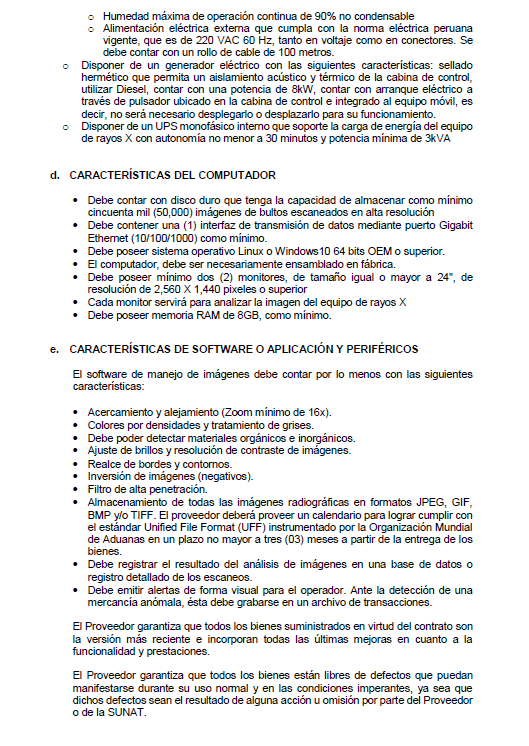 o Humedad máxima de operación continua de 90% no condensable
o Alimentación eléctrica externa que cumpla con la norma eléctrica peruana
vigente, que es de 220 VAC 60 Hz, tanto en voltaje como en conectores. Se
debe contar con un rollo de cable de 100 metros.
o Disponer de un generador eléctrico con las siguientes características: sellado
hermético que permita un aislamiento acústico y térmico de la cabina de control,
utilizar Diesel, contar con una potencia de 8kW, contar con arranque eléctrico a
través de pulsador ubicado en la cabina de control e integrado al equipo móvil, es
decir, no será necesario desplegarlo o desplazarlo para su funcionamiento.
o Disponer de un UPS monofásico interno que soporte la carga de energía del equipo
de rayos X con autonomía no menor a 30 minutos y potencia mínima de 3kVA
d. CARACTERÍSTICAS DEL COMPUTADOR
• Debe contar con disco duro que tenga la capacidad de almacenar como mínimo
cincuenta mil (50,000) imágenes de bultos escaneados en alta resolución
• Debe contener una (1) interfaz de transmisión de datos mediante puerto Gigabit
Ethernet (10/100/1000) como mínimo.
• Debe poseer sistema operativo Linux o Windows10 64 bits OEM o superior.
• El computador, debe ser necesariamente ensamblado en fábrica.
• Debe poseer mínimo dos (2) monitores, de tamaño igual o mayor a 24", de
resolución de 2,560 X 1,440 pixeles o superior
• Cada monitor servirá para analizar la imagen del equipo de rayos X
• Debe poseer memoria RAM de 8GB, como mínimo.
e. CARACTERÍSTICAS DE SOFTWARE O APLICACIÓN Y PERIFÉRICOS
El software de manejo de imágenes debe contar por lo menos con las siguientes
características:
• Acercamiento y alejamiento (Zoom mínimo de 16x).
• Colores por densidades y tratamiento de grises.
• Debe poder detectar materiales orgánicos e inorgánicos.
• Ajuste de brillos y resolución de contraste de imágenes.
• Realce de bordes y contornos.
• Inversión de imágenes (negativos).
• Filtro de alta penetración.
• Almacenamiento de todas las imágenes radiográficas en formatos JPEG, GIF,
BMP y/o TIFF. El proveedor deberá proveer un calendario para lograr cumplir con
el estándar Unified File Format (UFF) instrumentado por la Organización Mundial
de Aduanas en un plazo no mayor a tres (03) meses a partir de la entrega de los
bienes.
• Debe registrar el resultado del análisis de imágenes en una base de datos o
registro detallado de los escaneos.
• Debe emitir alertas de forma visual para el operador. Ante la detección de una
mercancía anómala, ésta debe grabarse en un archivo de transacciones.
El Proveedor garantiza que todos los bienes suministrados en virtud del contrato son
la versión más reciente e incorporan todas las últimas mejoras en cuanto a la
funcionalidad y prestaciones.
El Proveedor garantiza que todos los bienes están libres de defectos que puedan
manifestarse durante su uso normal y en las condiciones imperantes, ya sea que
dichos defectos sean el resultado de alguna acción u omisión por parte del Proveedor
o de la SUNAT.